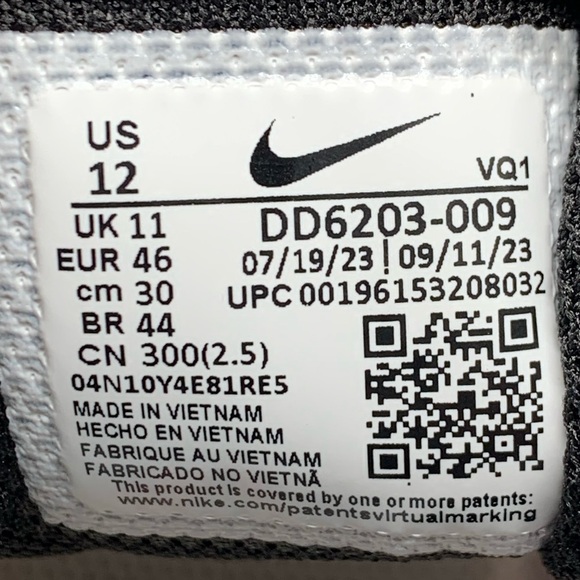 US
12
VQ1
UK 11
DD6203-009
EUR 46
07/19/23 | 09/11/23
cm 30
UPC 00196153208032
BR 44
CN 300(2.5)
04N10Y4E81RE5
MADE IN VIETNAM
HECHO EN VIETNAM
FABRIQUE AU VIETNAM
FABRICADO NO VIETNÃ
This product is covered by one or more patents:
www.nike.com/patentsvirtualmarking